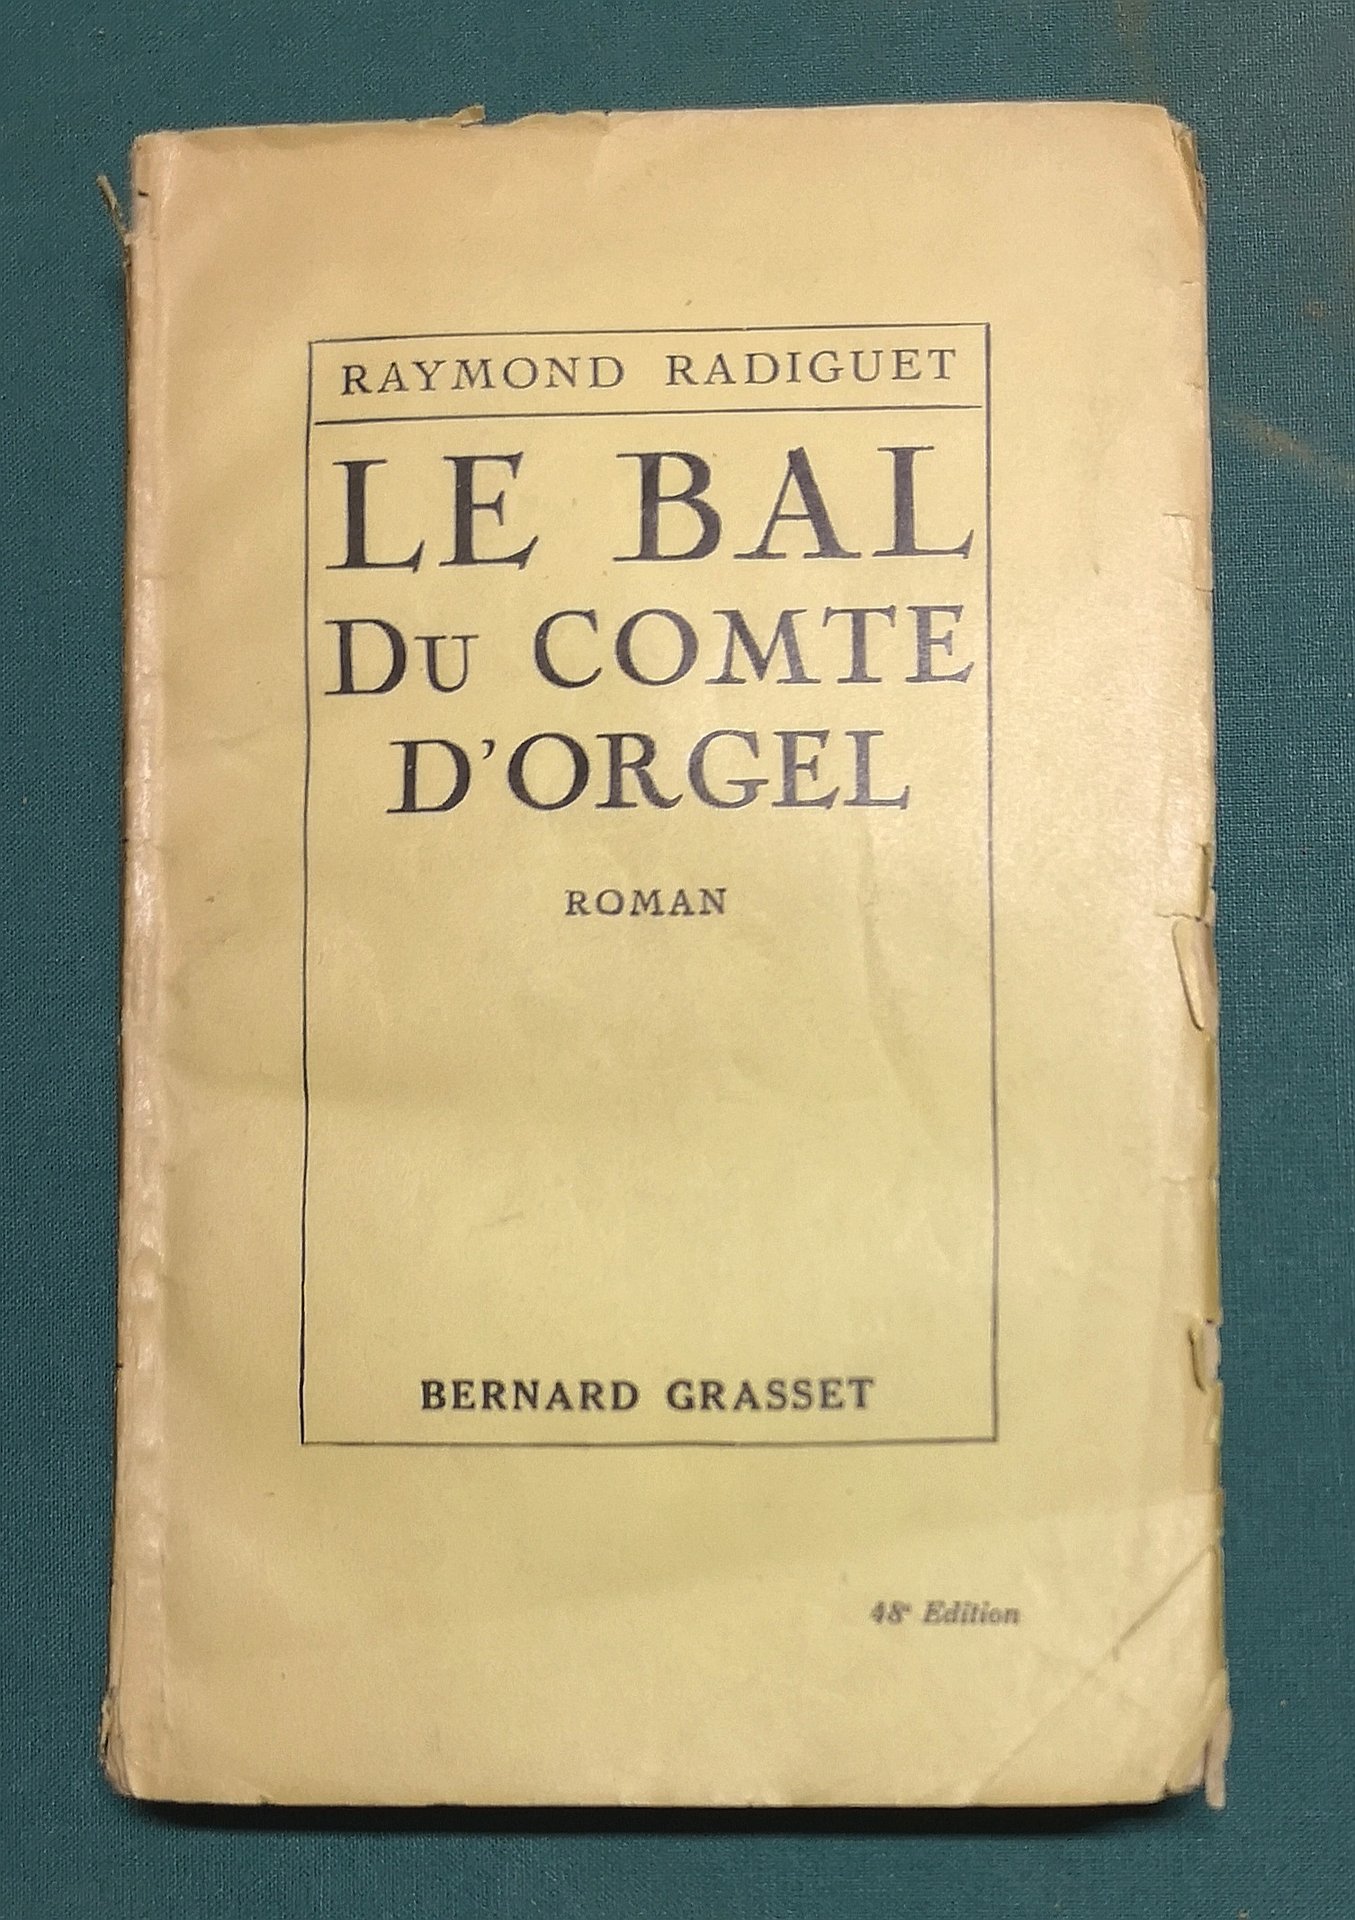 RAYMOND RADIGUET
LE BAL
DU COMTE
D'ORGEL
ROMAN
BERNARD GRASSET
48e Edition